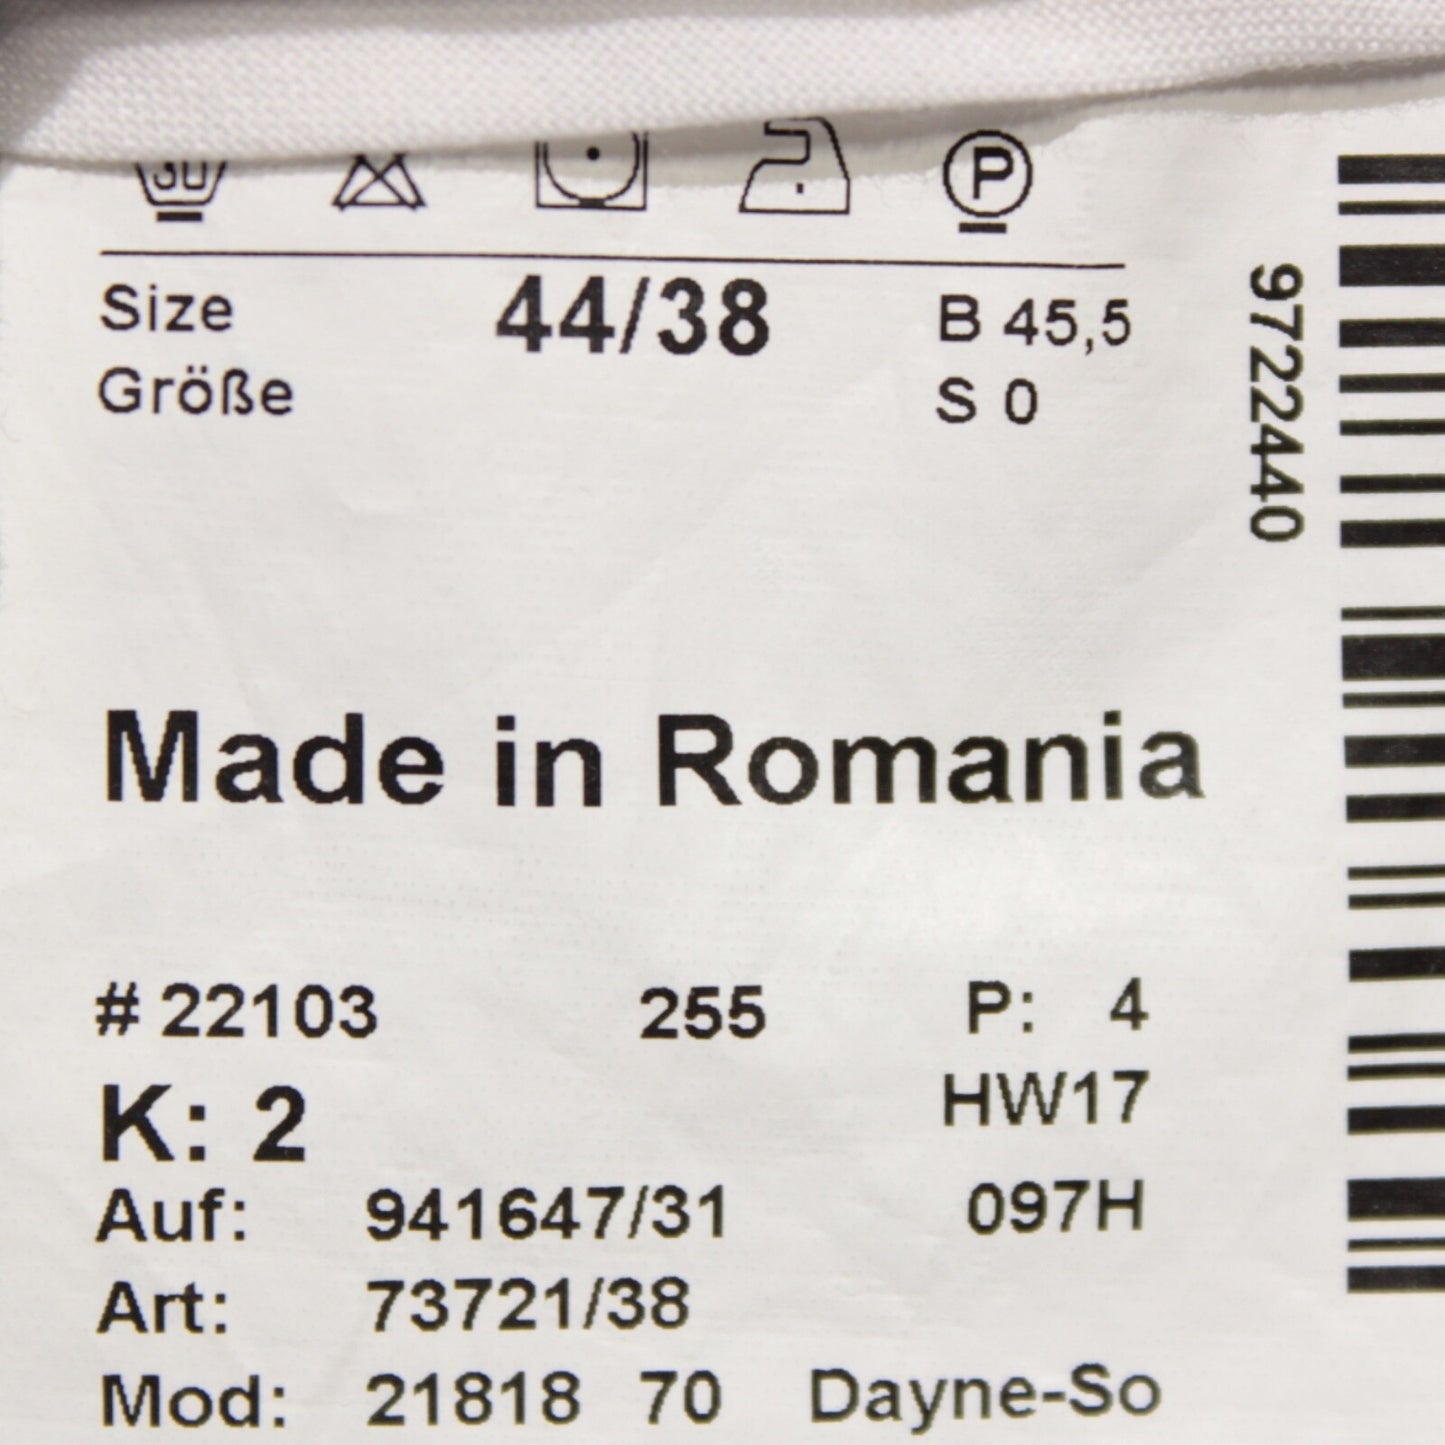 30 P
Size 44/38 B 45,5
Größe S 0
9722440
Made in Romania
# 22103 255 P: 4
K: 2 HW17
Auf: 941647/31 097H
Art: 73721/38
Mod: 21818 70 Dayne-So